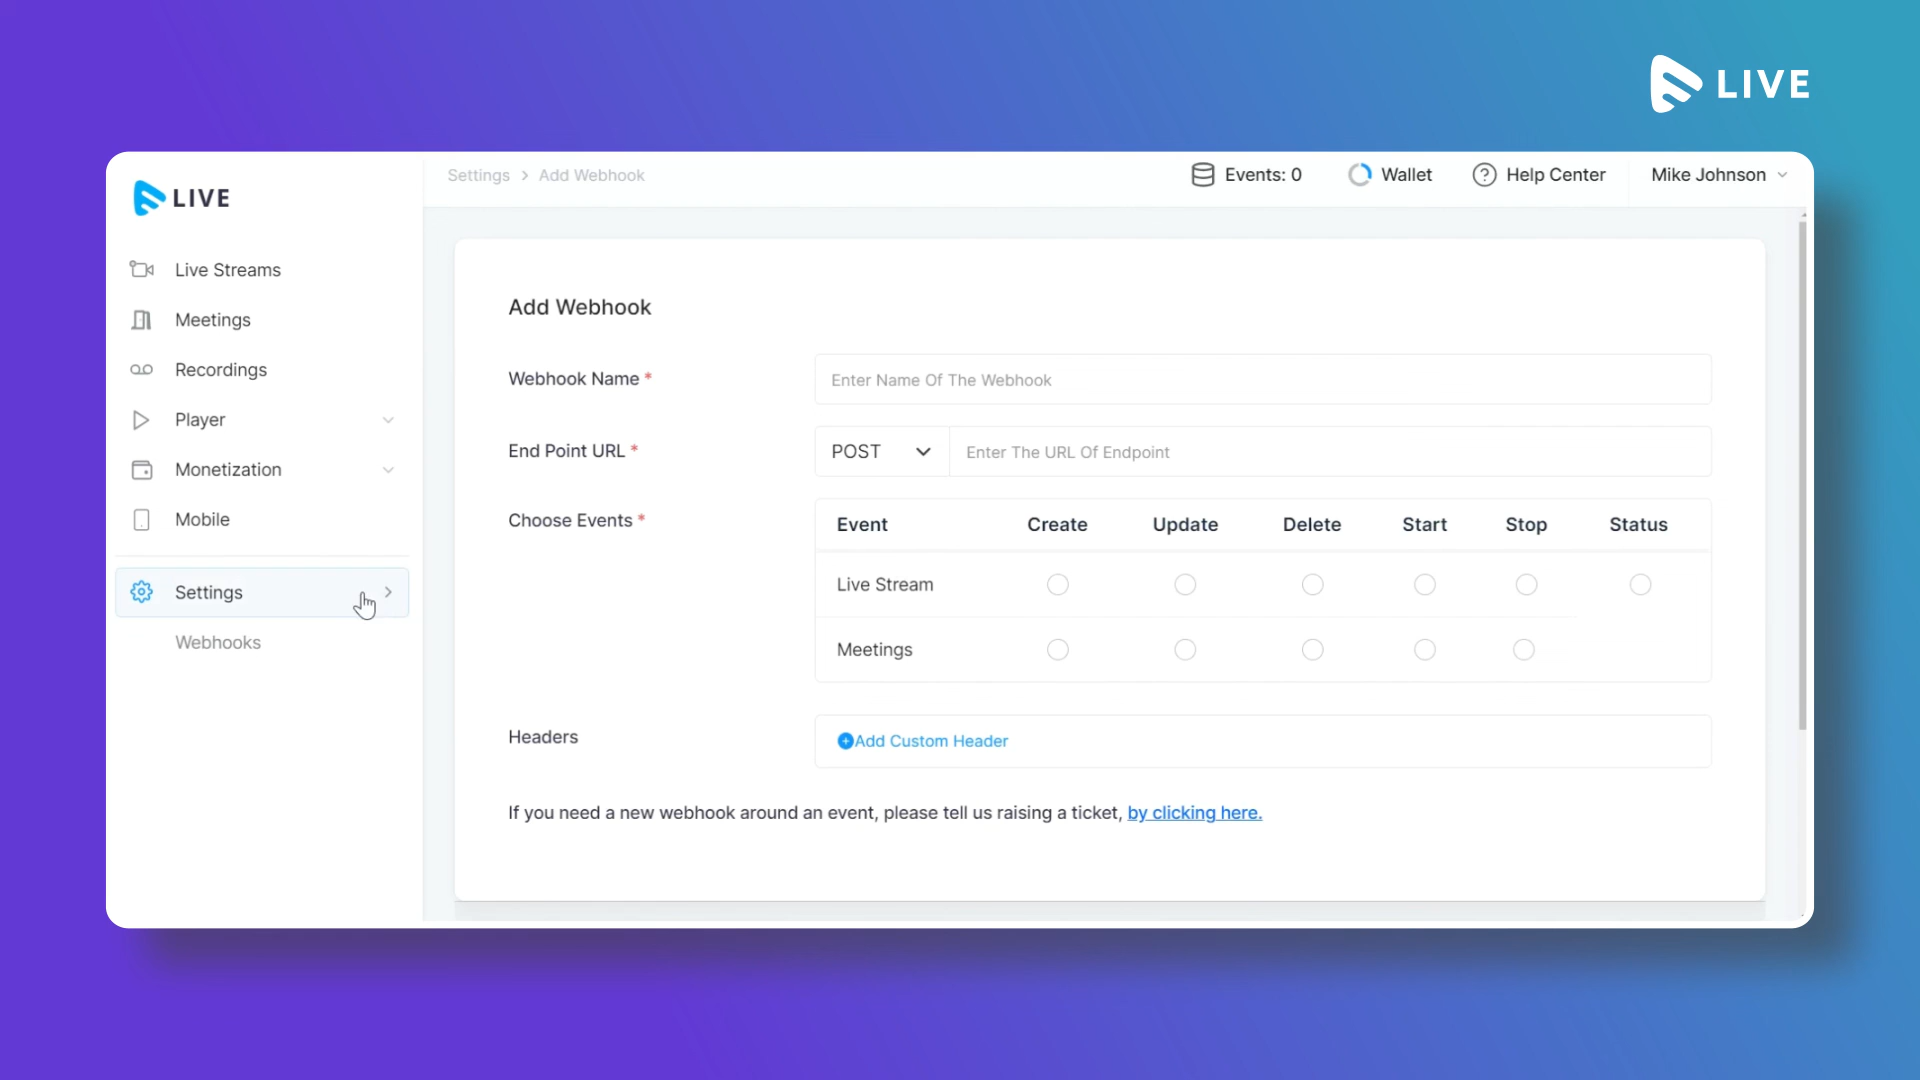 LIVE
LIVE
Settings > Add Webhook
Events: 0
Wallet
Help Center
Mike Johnson
Live Streams
Meetings
Recordings
Player
Monetization
Mobile
Settings
Webhooks
Add Webhook
Webhook Name *
Enter Name Of The Webhook
End Point URL *
POST
Enter The URL Of Endpoint
Choose Events *
Event Create Update Delete Start Stop Status
Live Stream
Meetings
Headers
Add Custom Header
If you need a new webhook around an event, please tell us raising a ticket, by clicking here.